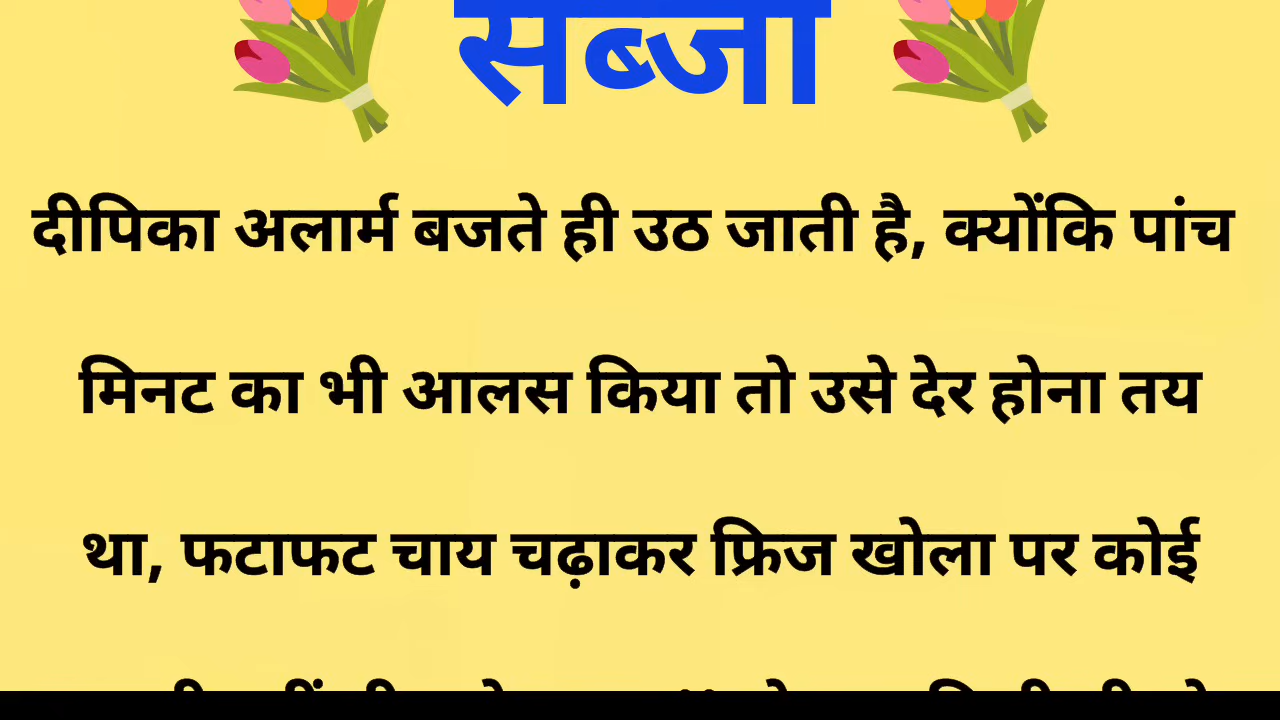 सब्जी
दीपिका अलार्म बजते ही उठ जाती है, क्योंकि पांच
मिनट का भी आलस किया तो उसे देर होना तय
था, फटाफट चाय चढ़ाकर फ्रिज खोला पर कोई